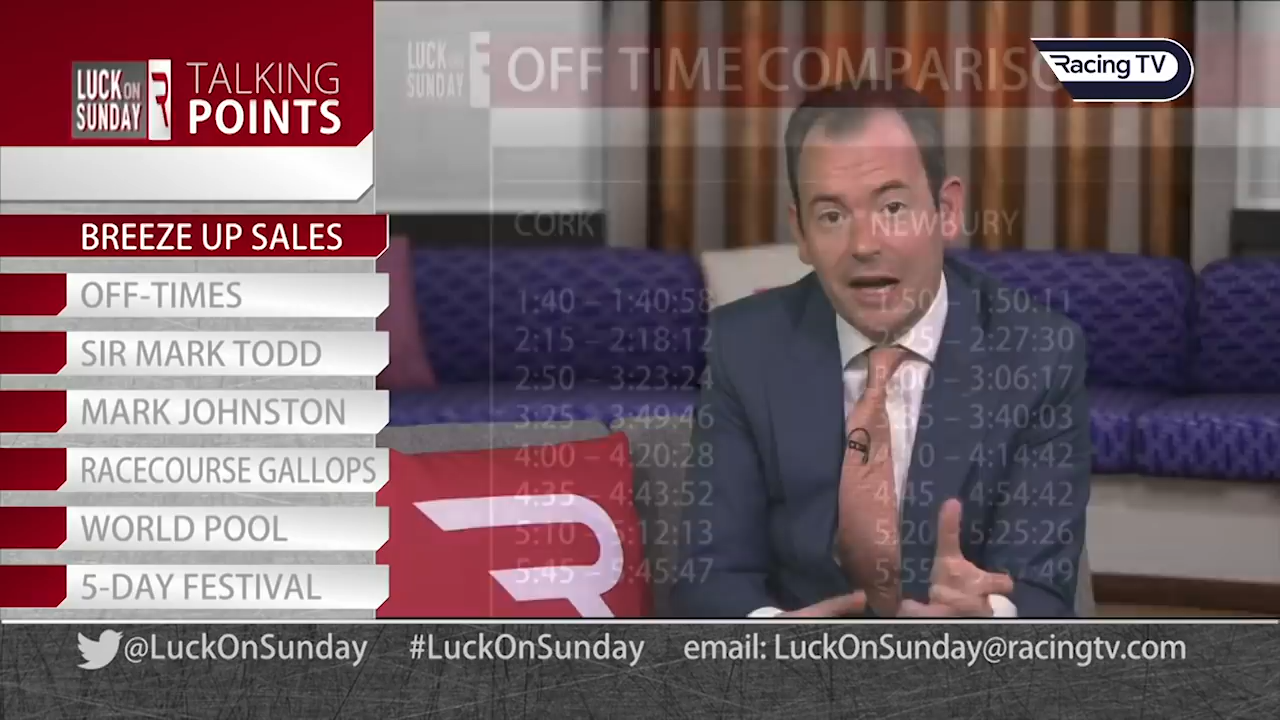 LUCK ON
SUNDAY
TALKING
POINTS
BREEZE UP SALES
OFF-TIMES
SIR MARK TODD
MARK JOHNSTON
RACECOURSE GALLOPS
WORLD POOL
5-DAY FESTIVAL
LUCK ON
SUNDAY
OFF TIME COMPARISO
Racing TV
CORK NEWBURY
1:40 – 1:40:58 1:50 – 1:50:11
2:15 – 2:18:12 2:25 – 2:27:30
2:50 – 3:23:24 3:00 – 3:06:17
3:25 – 3:49:46 – 3:40:03
4:00 – 4:20:28 – 4:14:42
4:35 – 4:43:52 4:45 – 4:54:42
5:10 – 5:12:13 5:20 – 5:25:26
5:45 – 5:45:47 5:55
@LuckOnSunday #LuckOnSunday email: LuckOnSunday@racingtv.com